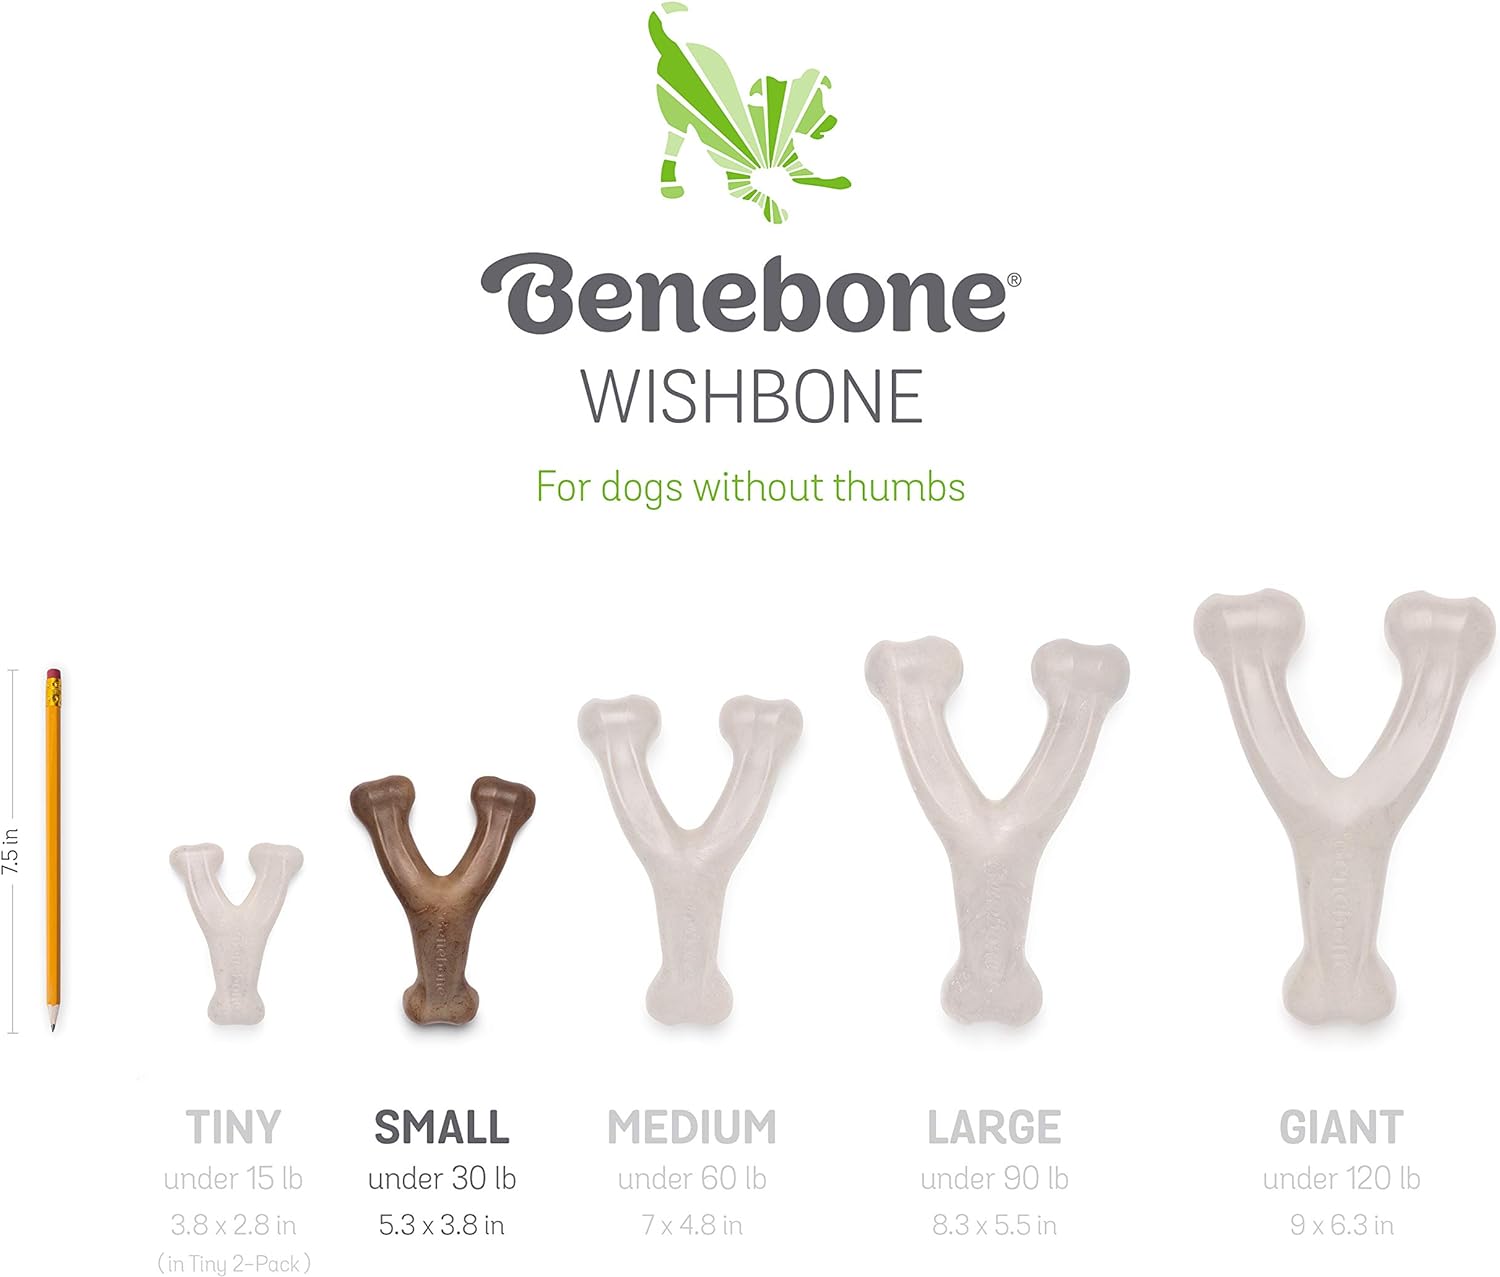 Benebone®
WISHBONE
For dogs without thumbs
7.5 in
Benebone
TINY
under 15 lb
3.8 x 2.8 in
(in Tiny 2-Pack)
SMALL
under 30 lb
5.3 x 3.8 in
MEDIUM
under 60 lb
7 x 4.8 in
LARGE
under 90 lb
8.3 x 5.5 in
GIANT
under 120 lb
9 x 6.3 in